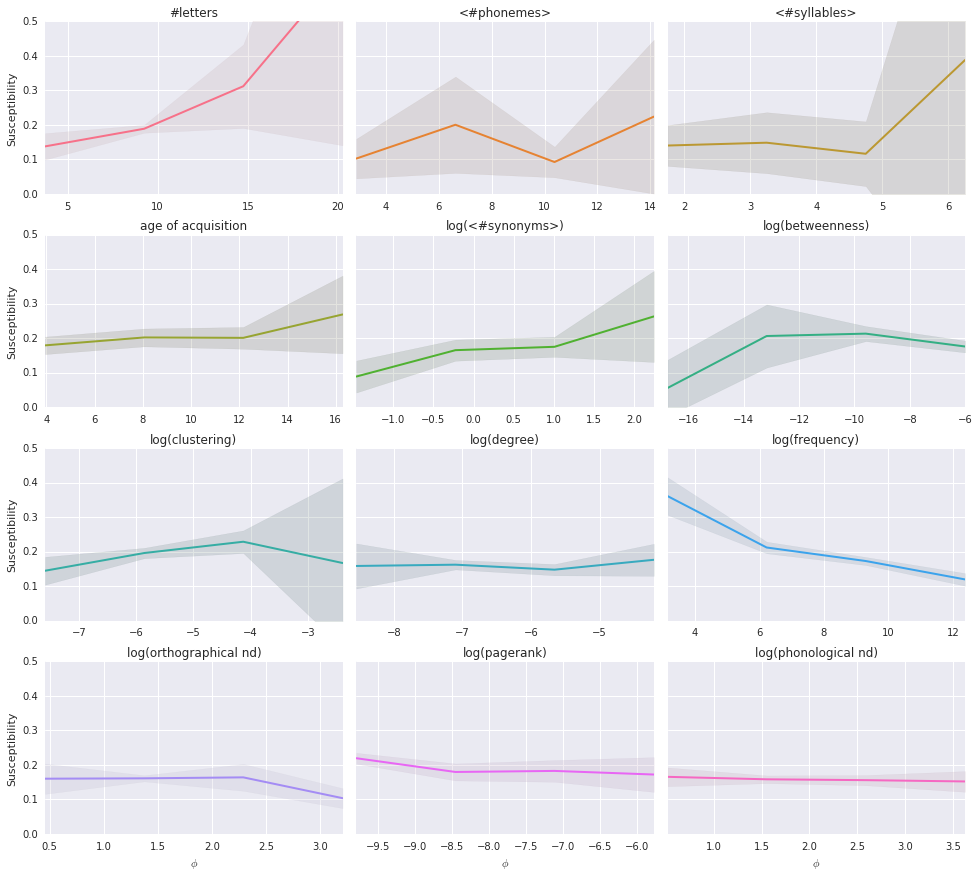 #letters <#phonemes> <#syllables>
0.5
0.4
0.3
0.2
0.1
0.0
Susceptibility
5 10 15 20 4 6 8 10 12 14 2 3 4 5 6
age of acquisition log(<#synonyms>) log(betweenness)
0.5
0.4
0.3
0.2
0.1
0.0
Susceptibility
4 6 8 10 12 14 16 −1.0 −0.5 0.0 0.5 1.0 1.5 2.0 −16 −14 −12 −10 −8 −6
log(clustering) log(degree) log(frequency)
0.5
0.4
0.3
0.2
0.1
0.0
Susceptibility
−7 −6 −5 −4 −3 −8 −7 −6 −5 4 6 8 10 12
log(orthographical nd) log(pagerank) log(phonological nd)
0.5
0.4
0.3
0.2
0.1
0.0
Susceptibility
0.5 1.0 1.5 2.0 2.5 3.0 −9.5 −9.0 −8.5 −8.0 −7.5 −7.0 −6.5 −6.0 1.0 1.5 2.0 2.5 3.0 3.5
ϕ ϕ ϕ